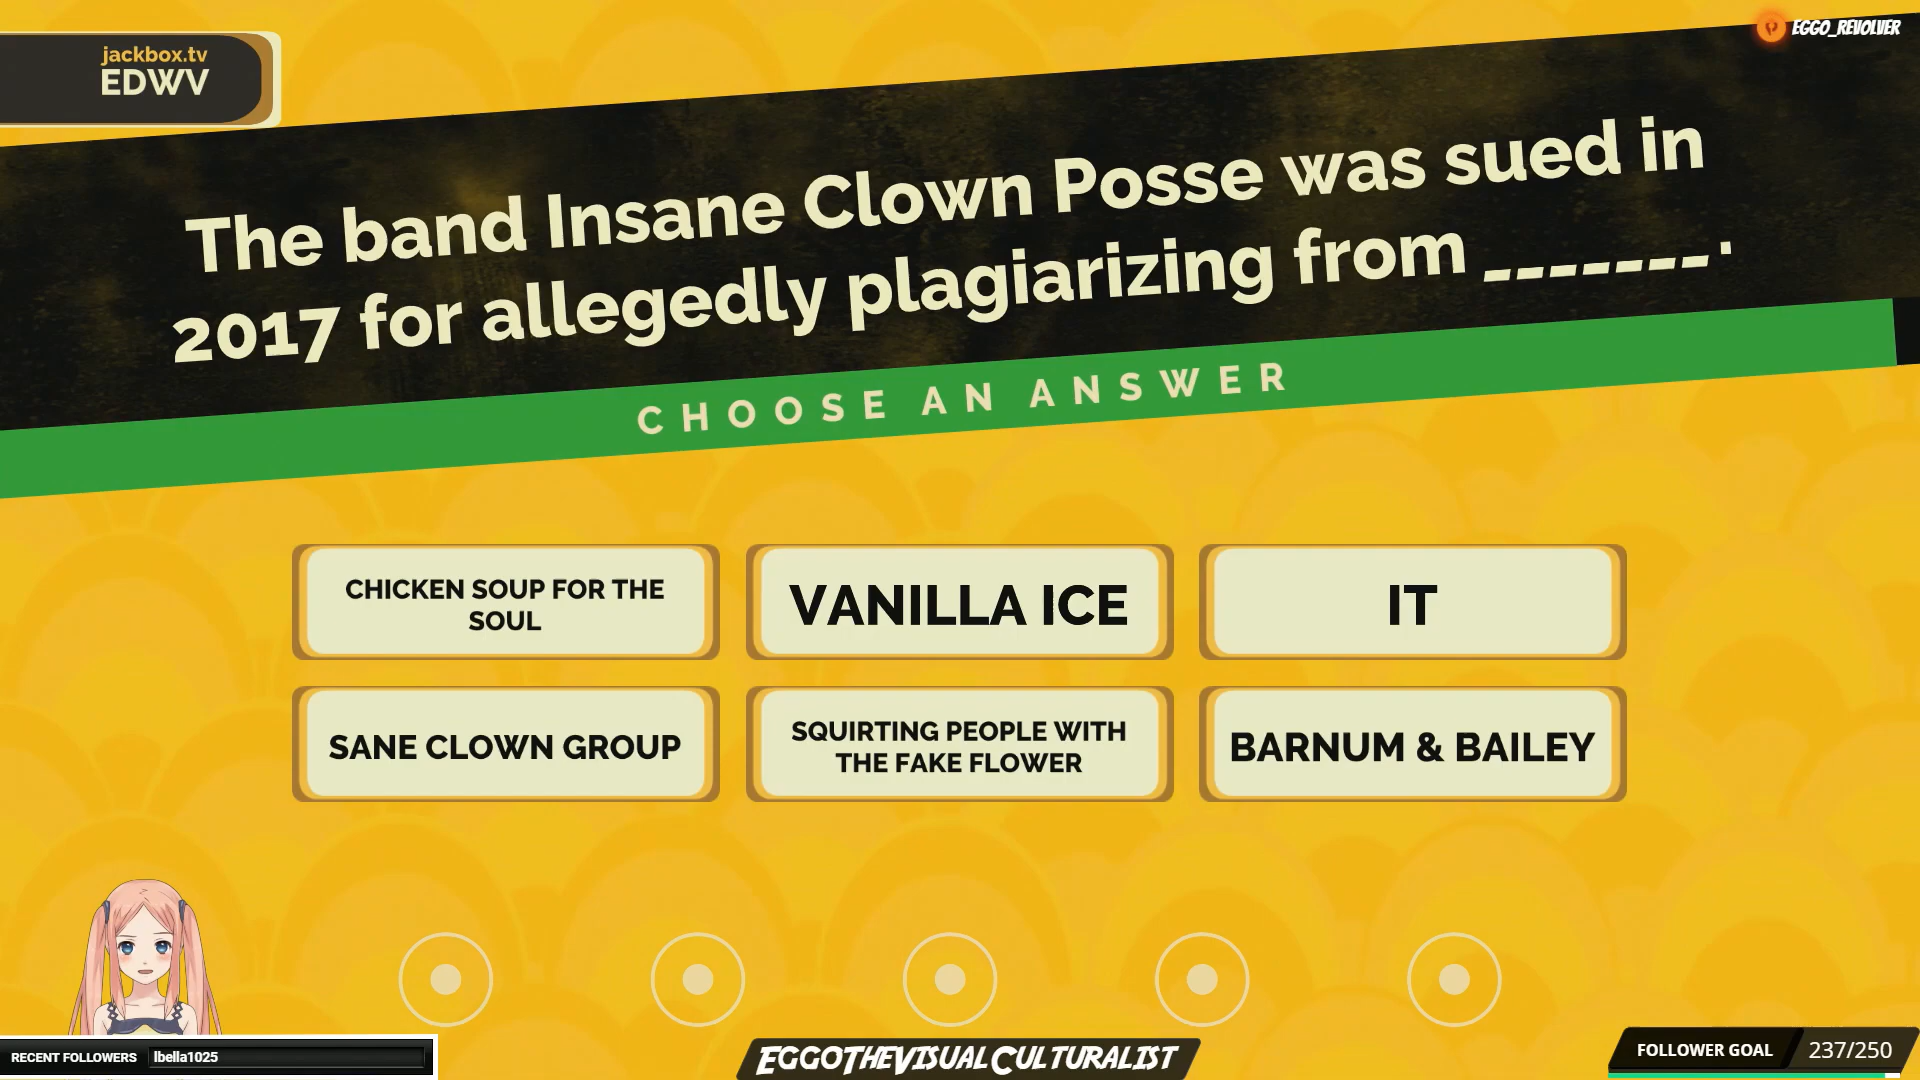 jackbox.tv
EDWV
EGGO_REVOLVER
The band Insane Clown Posse was sued in
2017 for allegedly plagiarizing from _______.
CHOOSE AN ANSWER
CHICKEN SOUP FOR THE
SOUL
VANILLA ICE
IT
SANE CLOWN GROUP
SQUIRTING PEOPLE WITH
THE FAKE FLOWER
BARNUM & BAILEY
RECENT FOLLOWERS lbella1025
EGGOTHEVISUALCULTURALIST
FOLLOWER GOAL 237/250